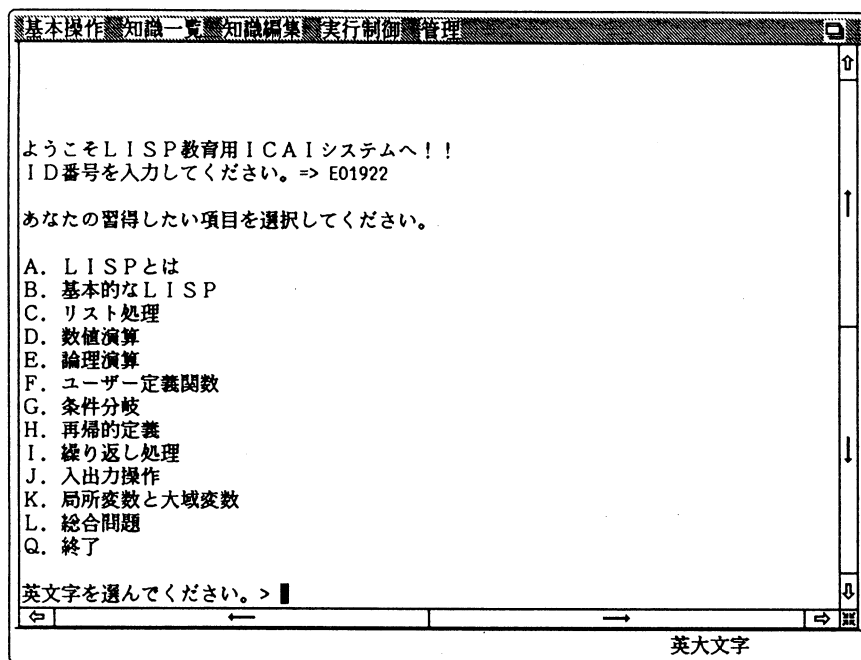 基本操作 知識一覧 知識編集 実行制御 管理
ようこそＬＩＳＰ教育用ＩＣＡＩシステムへ！！
ＩＤ番号を入力してください。=> E01922
あなたの習得したい項目を選択してください。
Ａ．ＬＩＳＰとは
Ｂ．基本的なＬＩＳＰ
Ｃ．リスト処理
Ｄ．数値演算
Ｅ．論理演算
Ｆ．ユーザー定義関数
Ｇ．条件分岐
Ｈ．再帰的定義
Ｉ．繰り返し処理
Ｊ．入出力操作
Ｋ．局所変数と大域変数
Ｌ．総合問題
Ｑ．終了
英文字を選んでください。>
英大文字